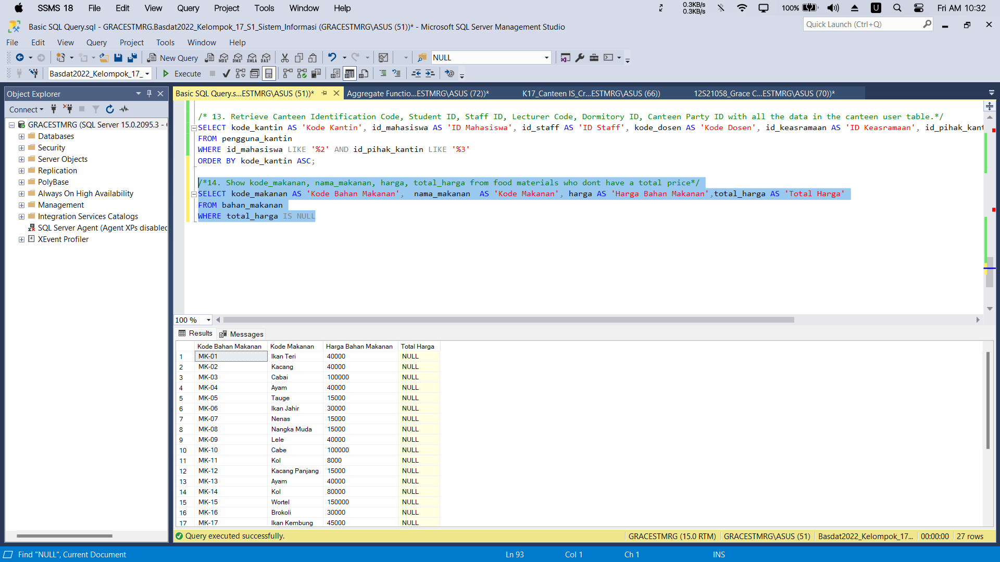 SSMS 18 File Edit View Query Project Tools Window Help 0.3KB/s 0.3KB/s 100% U Fri AM 10:32
Basic SQL Query.sql - GRACESTMRG.Basdat2022_Kelompok_17_S1_Sistem_Informasi (GRACESTMRG\ASUS (51))* - Microsoft SQL Server Management Studio
Quick Launch (Ctrl+Q)
File Edit View Query Project Tools Window Help
New Query MDX DMX XMLA DAX NULL
Basdat2022_Kelompok_17_ Execute
Object Explorer
Basic SQL Query.s...ESTMRG\ASUS (51))* Aggregate Functio...ESTMRG\ASUS (72))* K17_Canteen IS_Cr...ESTMRG\ASUS (66)) 12S21058_Grace C...ESTMRG\ASUS (70))*
Connect
GRACESTMRG (SQL Server 15.0.2095.3 -
Databases
Security
Server Objects
Replication
PolyBase
Always On High Availability
Management
Integration Services Catalogs
SQL Server Agent (Agent XPs disabled
XEvent Profiler
/* 13. Retrieve Canteen Identification Code, Student ID, Staff ID, Lecturer Code, Dormitory ID, Canteen Party ID with all the data in the canteen user table.*/
SELECT kode_kantin AS 'Kode Kantin', id_mahasiswa AS 'ID Mahasiswa', id_staff AS 'ID Staff', kode_dosen AS 'Kode Dosen', id_keasramaan AS 'ID Keasramaan', id_pihak_kant
FROM pengguna_kantin
WHERE id_mahasiswa LIKE '%2' AND id_pihak_kantin LIKE '%3'
ORDER BY kode_kantin ASC;
/*14. Show kode_makanan, nama_makanan, harga, total_harga from food materials who dont have a total price*/
SELECT kode_makanan AS 'Kode Bahan Makanan',  nama_makanan  AS 'Kode Makanan', harga AS 'Harga Bahan Makanan',total_harga AS 'Total Harga'
FROM bahan_makanan
WHERE total_harga IS NULL
100 %
Results Messages
Kode Bahan Makanan Kode Makanan Harga Bahan Makanan Total Harga
1 MK-01 Ikan Teri 40000 NULL
2 MK-02 Kacang 40000 NULL
3 MK-03 Cabai 100000 NULL
4 MK-04 Ayam 40000 NULL
5 MK-05 Tauge 15000 NULL
6 MK-06 Ikan Jahir 30000 NULL
7 MK-07 Nenas 15000 NULL
8 MK-08 Nangka Muda 15000 NULL
9 MK-09 Lele 40000 NULL
10 MK-10 Cabe 100000 NULL
11 MK-11 Kol 8000 NULL
12 MK-12 Kacang Panjang 15000 NULL
13 MK-13 Ayam 40000 NULL
14 MK-14 Kol 80000 NULL
15 MK-15 Wortel 150000 NULL
16 MK-16 Brokoli 30000 NULL
17 MK-17 Ikan Kembung 45000 NULL
Query executed successfully. GRACESTMRG (15.0 RTM) GRACESTMRG\ASUS (51) Basdat2022_Kelompok_17... 00:00:00 27 rows
Find "NULL", Current Document Ln 93 Col 1 Ch 1 INS